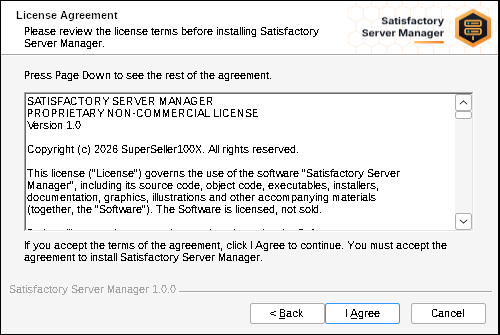 License Agreement
Please review the license terms before installing Satisfactory
Server Manager.
Satisfactory
Server Manager
Press Page Down to see the rest of the agreement.
SATISFACTORY SERVER MANAGER
PROPRIETARY NON-COMMERCIAL LICENSE
Version 1.0
Copyright (c) 2026 SuperSeller100X. All rights reserved.
This license ("License") governs the use of the software "Satisfactory Server
Manager", including its source code, object code, executables, installers,
documentation, graphics, illustrations and other accompanying materials
(together, the "Software"). The Software is licensed, not sold.
If you accept the terms of the agreement, click I Agree to continue. You must accept the
agreement to install Satisfactory Server Manager.
Satisfactory Server Manager 1.0.0
< Back
I Agree
Cancel